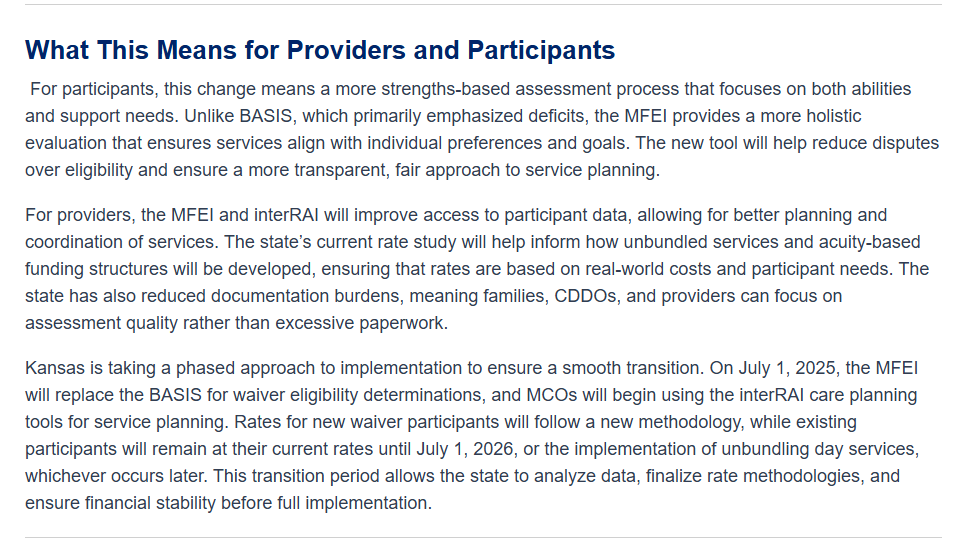 What This Means for Providers and Participants
For participants, this change means a more strengths-based assessment process that focuses on both abilities
and support needs. Unlike BASIS, which primarily emphasized deficits, the MFEI provides a more holistic
evaluation that ensures services align with individual preferences and goals. The new tool will help reduce disputes
over eligibility and ensure a more transparent, fair approach to service planning.
For providers, the MFEI and interRAI will improve access to participant data, allowing for better planning and
coordination of services. The state’s current rate study will help inform how unbundled services and acuity-based
funding structures will be developed, ensuring that rates are based on real-world costs and participant needs. The
state has also reduced documentation burdens, meaning families, CDDOs, and providers can focus on
assessment quality rather than excessive paperwork.
Kansas is taking a phased approach to implementation to ensure a smooth transition. On July 1, 2025, the MFEI
will replace the BASIS for waiver eligibility determinations, and MCOs will begin using the interRAI care planning
tools for service planning. Rates for new waiver participants will follow a new methodology, while existing
participants will remain at their current rates until July 1, 2026, or the implementation of unbundling day services,
whichever occurs later. This transition period allows the state to analyze data, finalize rate methodologies, and
ensure financial stability before full implementation.